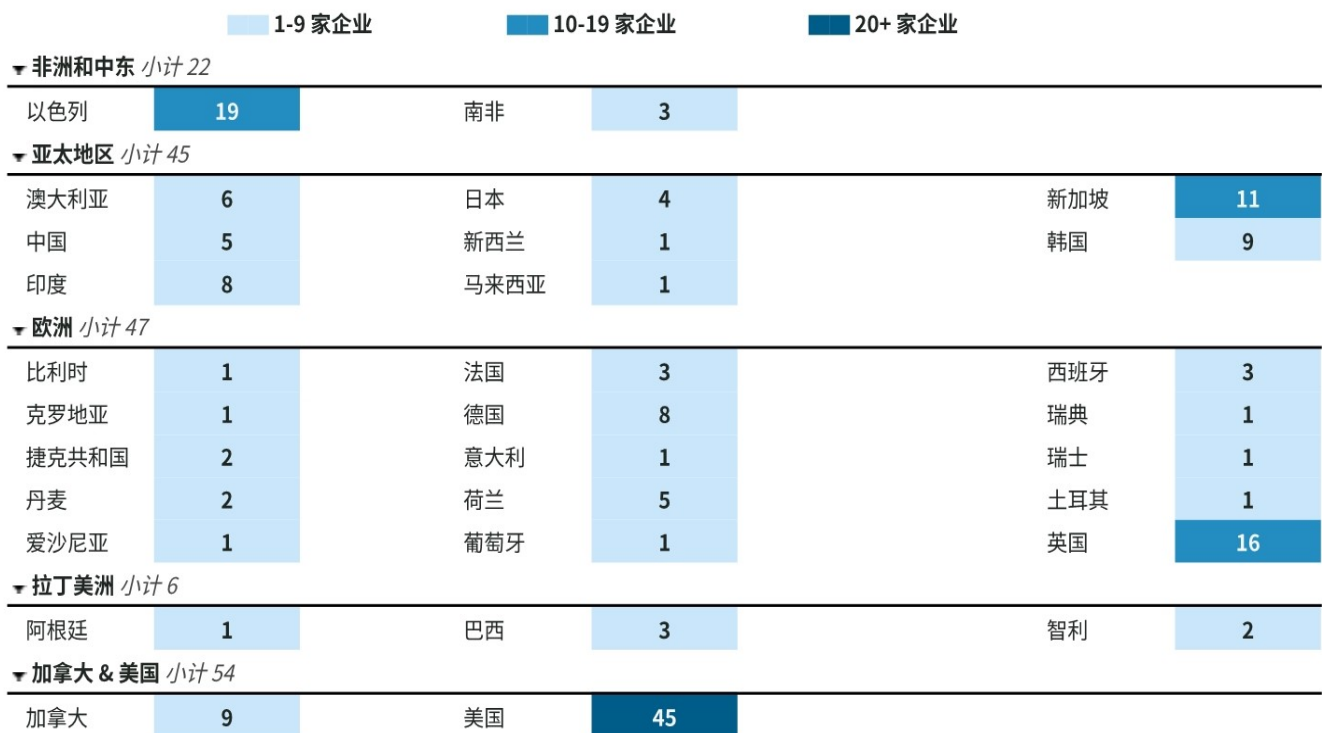 1-9 家企业 10-19 家企业 20+ 家企业
非洲和中东 小计 22
以色列 19 南非 3
亚太地区 小计 45
澳大利亚 6 日本 4 新加坡 11
中国 5 新西兰 1 韩国 9
印度 8 马来西亚 1
欧洲 小计 47
比利时 1 法国 3 西班牙 3
克罗地亚 1 德国 8 瑞典 1
捷克共和国 2 意大利 1 瑞士 1
丹麦 2 荷兰 5 土耳其 1
爱沙尼亚 1 葡萄牙 1 英国 16
拉丁美洲 小计 6
阿根廷 1 巴西 3 智利 2
加拿大 & 美国 小计 54
加拿大 9 美国 45